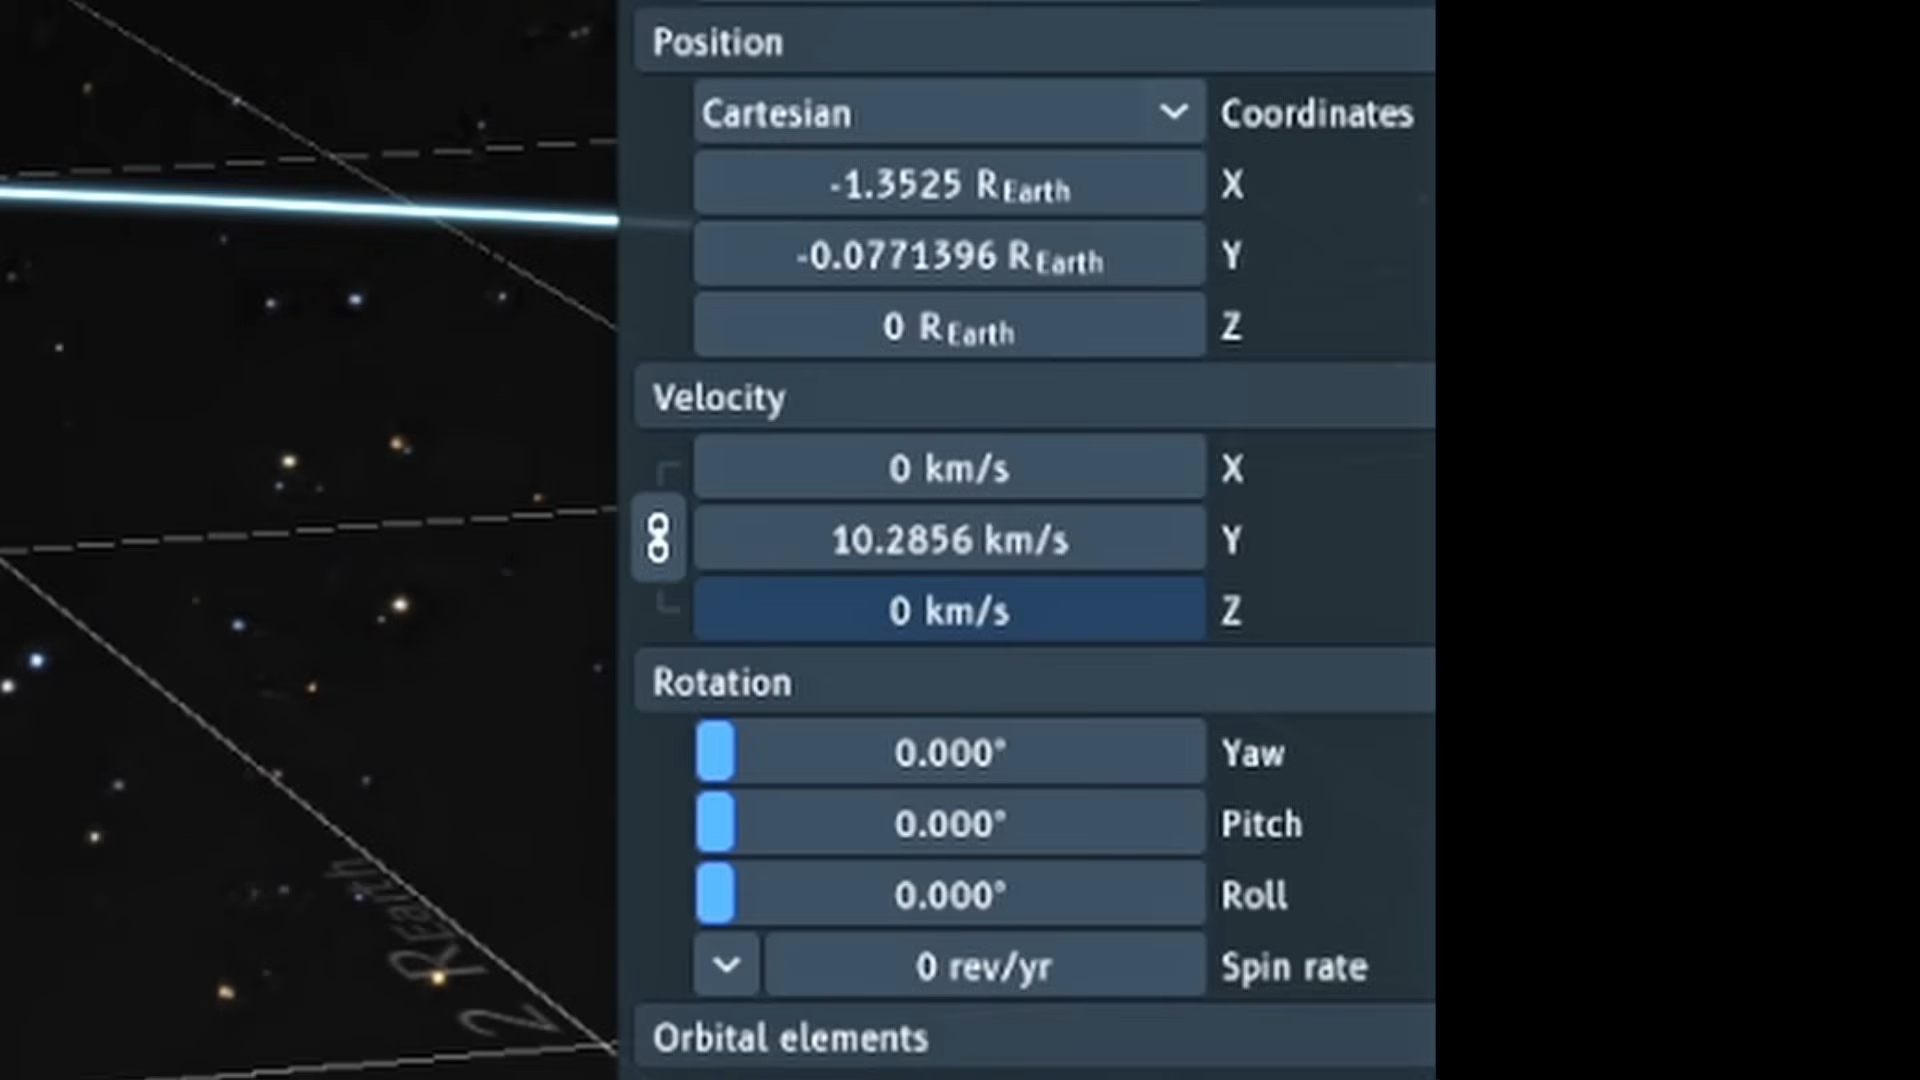 Position
Cartesian Coordinates
-1.3525 REarth X
-0.0771396 REarth Y
0 REarth Z
Velocity
0 km/s X
10.2856 km/s Y
0 km/s Z
Rotation
0.000° Yaw
0.000° Pitch
0.000° Roll
0 rev/yr Spin rate
Orbital elements
2 REarth